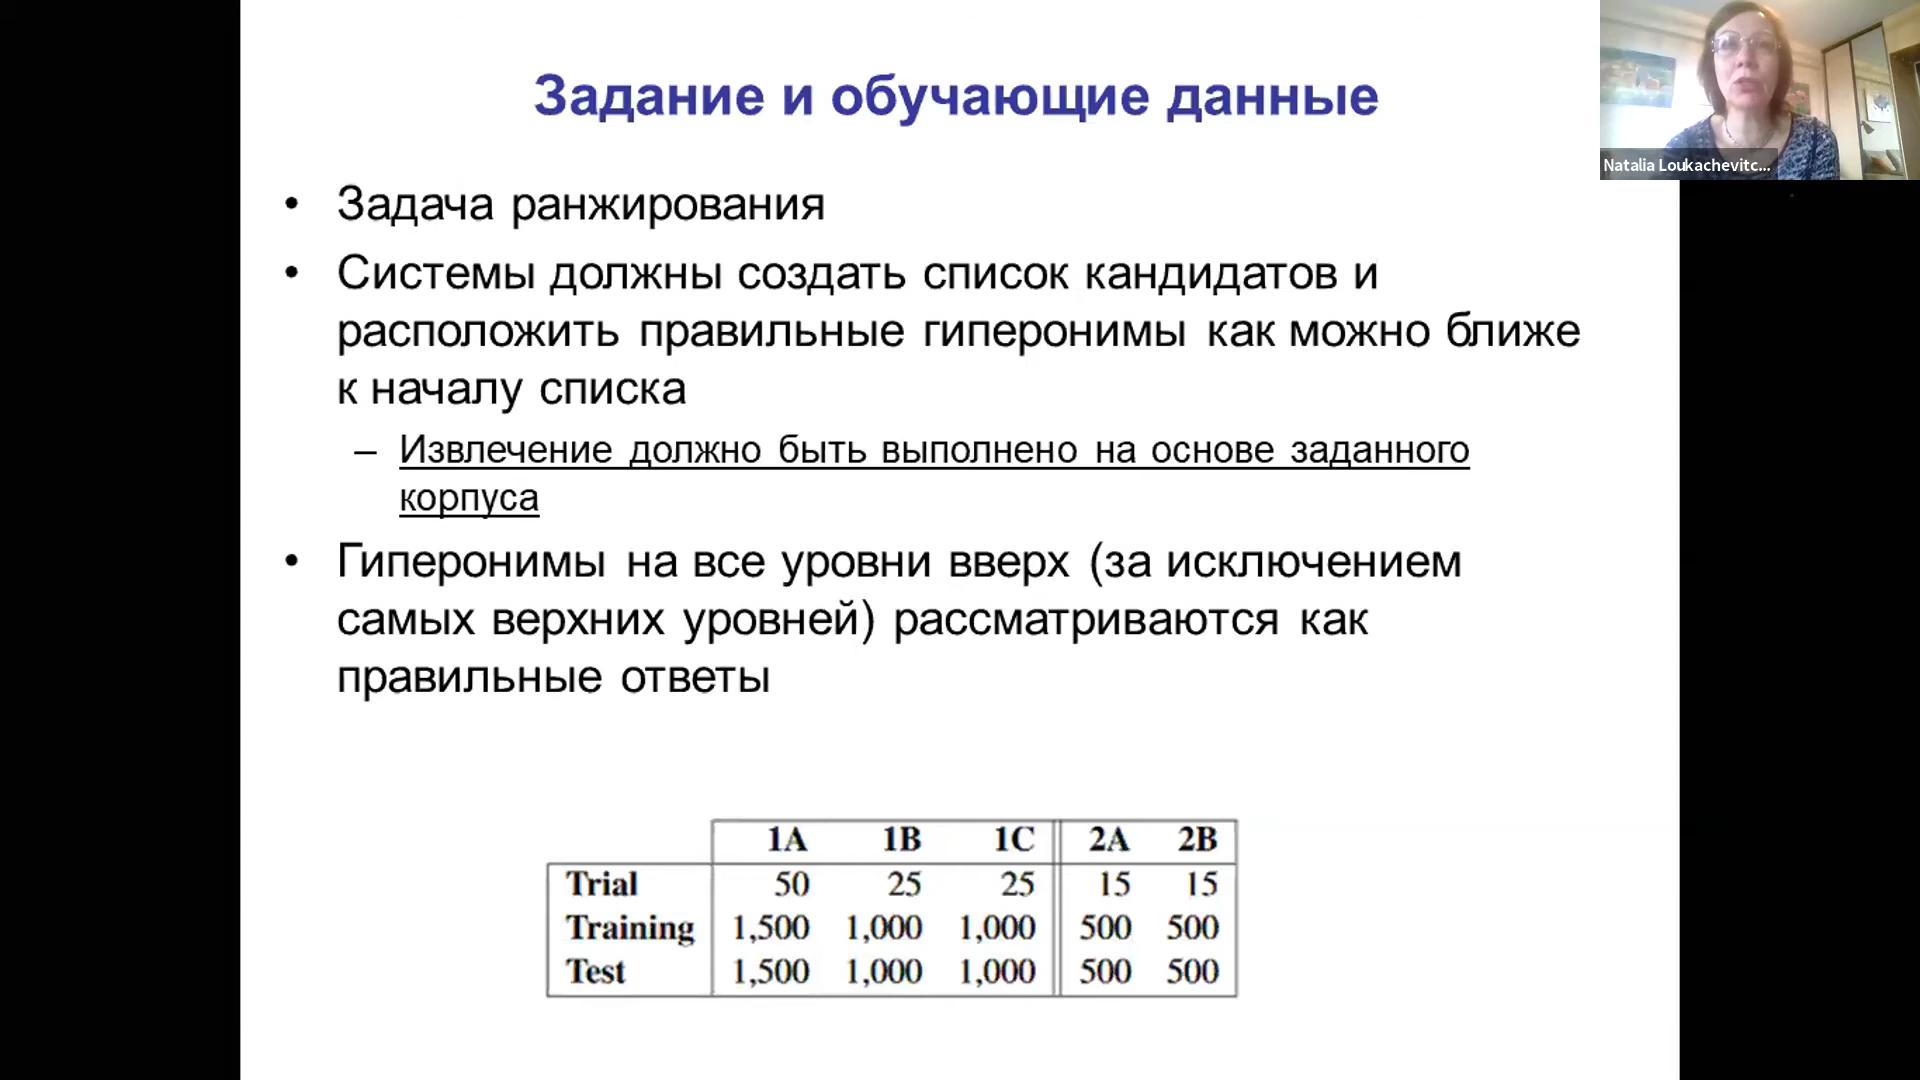 Задание и обучающие данные
Natalia Loukachevitc...
• Задача ранжирования
• Системы должны создать список кандидатов и
расположить правильные гиперонимы как можно ближе
к началу списка
– Извлечение должно быть выполнено на основе заданного
корпуса
• Гиперонимы на все уровни вверх (за исключением
самых верхних уровней) рассматриваются как
правильные ответы
1A 1B 1C 2A 2B
Trial 50 25 25 15 15
Training 1,500 1,000 1,000 500 500
Test 1,500 1,000 1,000 500 500